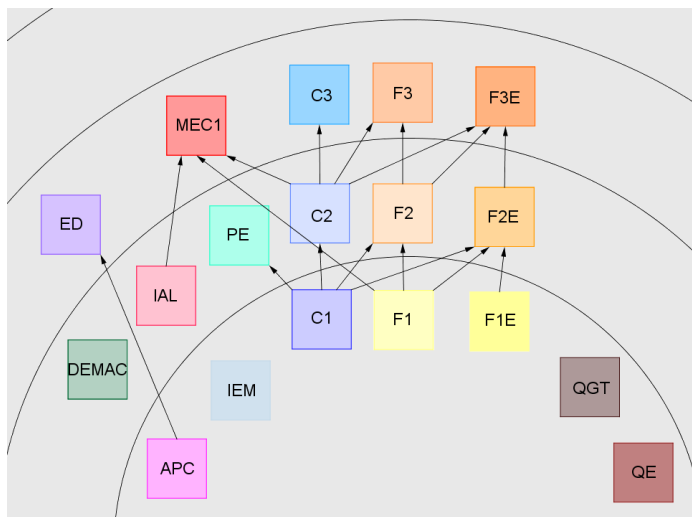 C3
F3
F3E
MEC1
ED
PE
C2
F2
F2E
IAL
C1
F1
F1E
DEMAC
IEM
QGT
APC
QE